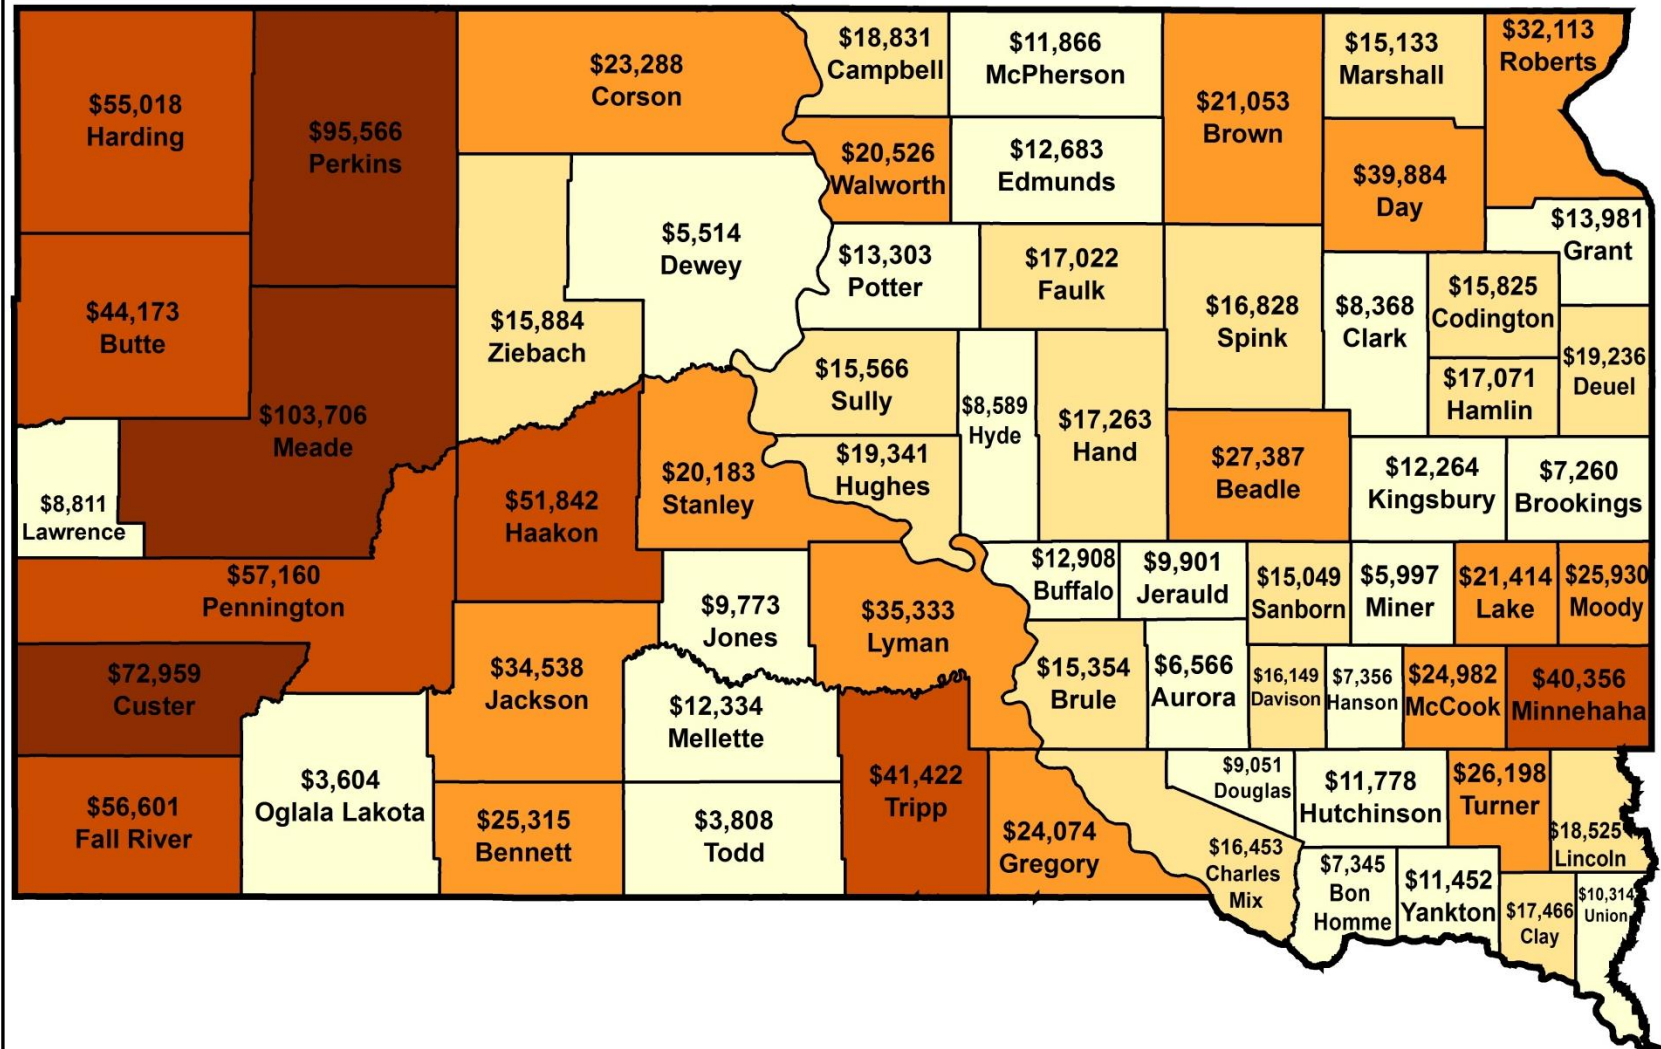 $55,018
Harding
$95,566
Perkins
$23,288
Corson
$18,831
Campbell
$11,866
McPherson
$21,053
Brown
$15,133
Marshall
$32,113
Roberts
$20,526
Walworth
$12,683
Edmunds
$39,884
Day
$13,981
Grant
$44,173
Butte
$15,884
Ziebach
$5,514
Dewey
$13,303
Potter
$17,022
Faulk
$16,828
Spink
$8,368
Clark
$15,825
Codington
$19,236
Deuel
$17,071
Hamlin
$103,706
Meade
$15,566
Sully
$8,589
Hyde
$17,263
Hand
$8,811
Lawrence
$51,842
Haakon
$20,183
Stanley
$19,341
Hughes
$27,387
Beadle
$12,264
Kingsbury
$7,260
Brookings
$57,160
Pennington
$9,773
Jones
$35,333
Lyman
$12,908
Buffalo
$9,901
Jerauld
$15,049
Sanborn
$5,997
Miner
$21,414
Lake
$25,930
Moody
$72,959
Custer
$34,538
Jackson
$12,334
Mellette
$15,354
Brule
$6,566
Aurora
$16,149
Davison
$7,356
Hanson
$24,982
McCook
$40,356
Minnehaha
$56,601
Fall River
$3,604
Oglala Lakota
$25,315
Bennett
$3,808
Todd
$41,422
Tripp
$24,074
Gregory
$9,051
Douglas
$11,778
Hutchinson
$26,198
Turner
$18,525
Lincoln
$16,453
Charles
Mix
$7,345
Bon
Homme
$11,452
Yankton
$17,466
Clay
$10,314
Union